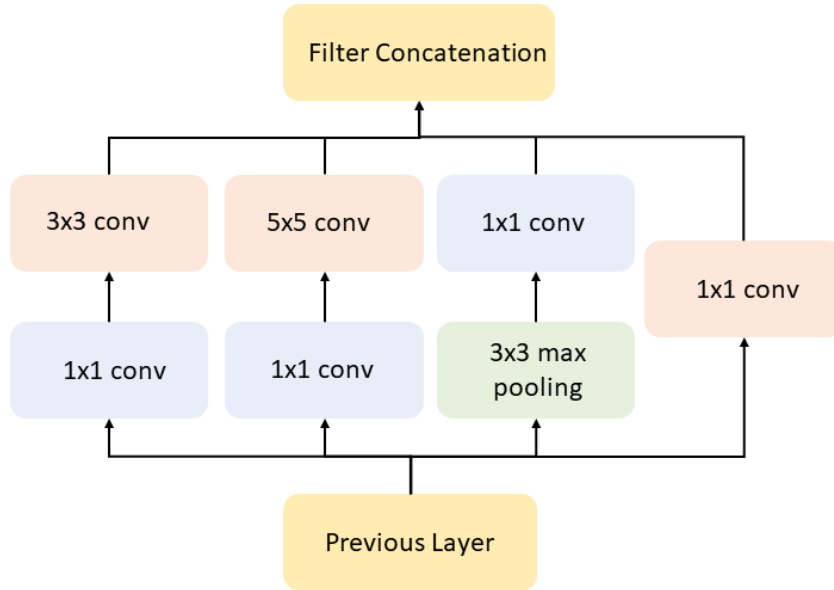 Filter Concatenation
3x3 conv
5x5 conv
1x1 conv
1x1 conv
1x1 conv
1x1 conv
3x3 max
pooling
Previous Layer